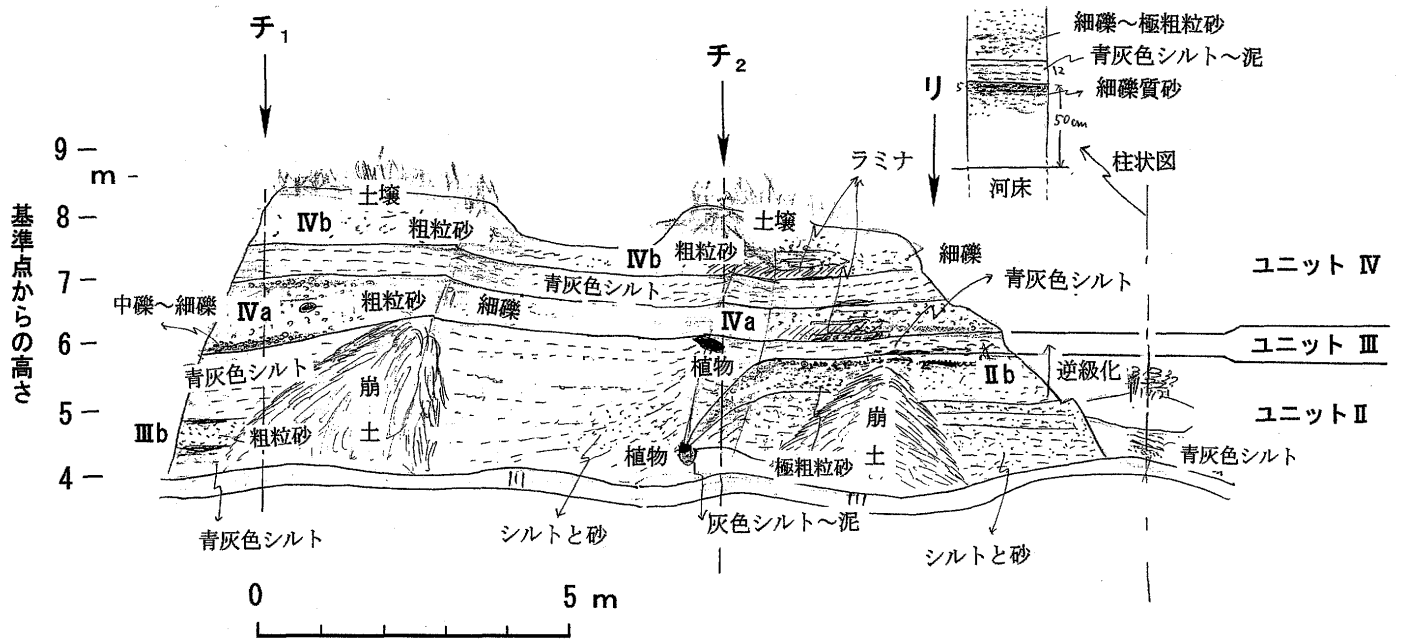 チ₁
チ₂
リ
細礫〜極粗粒砂
青灰色シルト〜泥
細礫質砂
12
5
50cm
河床
柱状図
ラミナ
9
m
8
7
6
5
4
基準点からの高さ
土壌
Ⅳb
粗粒砂
土壌
粗粒砂
Ⅳb
細礫
青灰色シルト
青灰色シルト
ユニット Ⅳ
中礫〜細礫
Ⅳa
粗粒砂
細礫
Ⅳa
ユニット Ⅲ
青灰色シルト
植物
Ⅱb
逆級化
崩
土
崩
土
ユニットⅡ
Ⅲb
粗粒砂
植物
極粗粒砂
青灰色シルト
青灰色シルト
シルトと砂
灰色シルト〜泥
シルトと砂
0
5 m